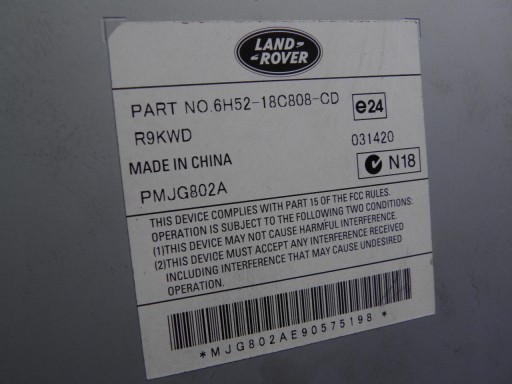 LAND-
-ROVER
PART NO.6H52-18C808-CD
e24
R9KWD
031420
MADE IN CHINA
N18
PMJG802A
THIS DEVICE COMPLIES WITH PART 15 OF THE FCC RULES.
OPERATION IS SUBJECT TO THE FOLLOWING TWO CONDITIONS:
(1)THIS DEVICE MAY NOT CAUSE HARMFUL INTERFERENCE.
(2)THIS DEVICE MUST ACCEPT ANY INTERFERENCE RECEIVED
INCLUDING INTERFERENCE THAT MAY CAUSE UNDESIRED
OPERATION.
*MJG802AE90575198*